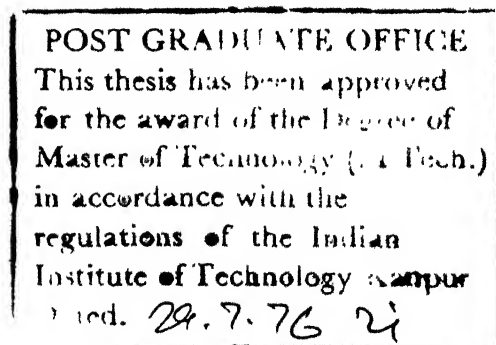 POST GRADUATE OFFICE
This thesis has been approved
for the award of the Degree of
Master of Technology (M. Tech.)
in accordance with the
regulations of the Indian
Institute of Technology Kanpur
Dated. 29.7.76